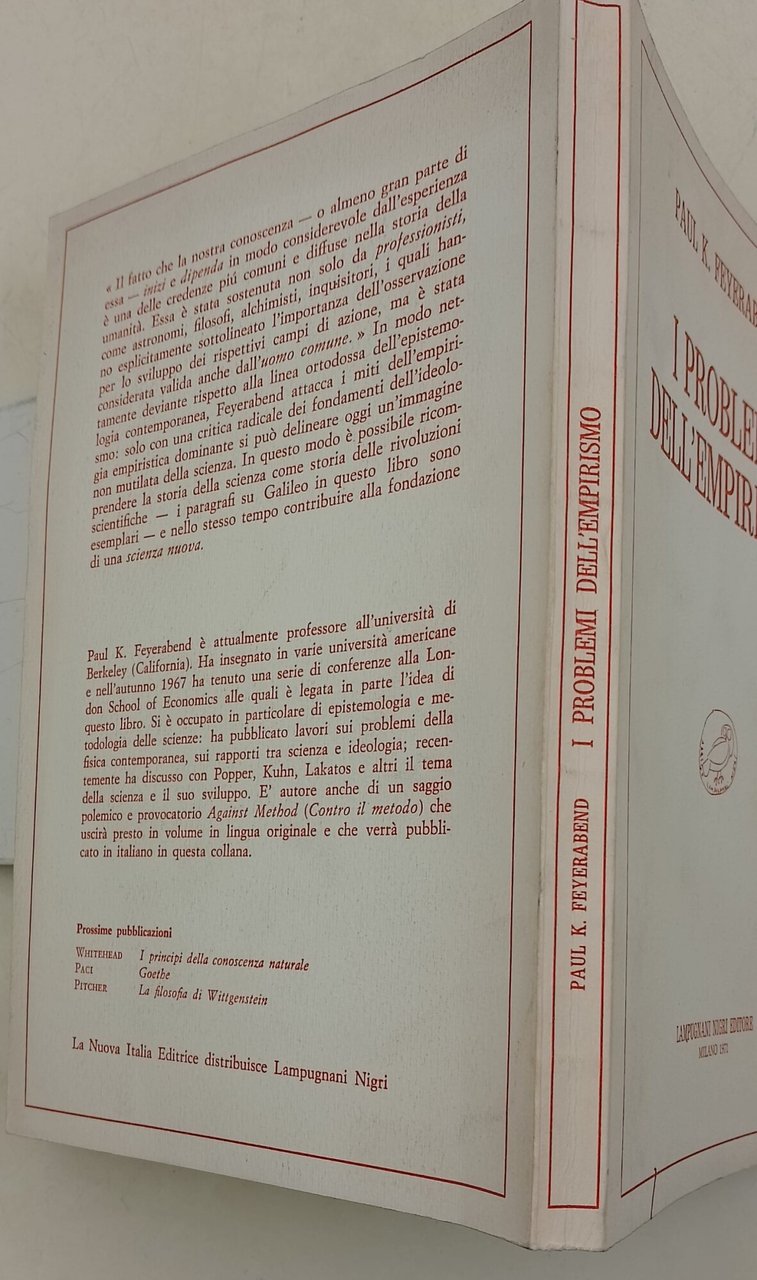 « Il fatto che la nostra conoscenza — o almeno gran parte di
essa — inizi e dipenda in modo considerevole dall'esperienza
è una delle credenze piú comuni e diffuse nella storia della
umanità. Essa è stata sostenuta non solo da professionisti,
come astronomi, filosofi, alchimisti, inquisitori, i quali han-
no esplicitamente sottolineato l'importanza dell'osservazione
per lo sviluppo dei rispettivi campi di azione, ma è stata
considerata valida anche dall'uomo comune. » In modo net-
tamente deviante rispetto alla linea ortodossa dell'epistemo-
logia contemporanea, Feyerabend attacca i miti dell'empiri-
smo: solo con una critica radicale dei fondamenti dell'ideolo-
gia empiristica dominante si può delineare oggi un'immagine
non mutilata della scienza. In questo modo è possibile ricom-
prendere la storia della scienza come storia delle rivoluzioni
scientifiche — i paragrafi su Galileo in questo libro sono
esemplari — e nello stesso tempo contribuire alla fondazione
di una scienza nuova.
Paul K. Feyerabend è attualmente professore all'università di
Berkeley (California). Ha insegnato in varie università americane
e nell'autunno 1967 ha tenuto una serie di conferenze alla Lon-
don School of Economics alle quali è legata in parte l'idea di
questo libro. Si è occupato in particolare di epistemologia e me-
todologia delle scienze: ha pubblicato lavori sui problemi della
fisica contemporanea, sui rapporti tra scienza e ideologia; recen-
temente ha discusso con Popper, Kuhn, Lakatos e altri il tema
della scienza e il suo sviluppo. E' autore anche di un saggio
polemico e provocatorio Against Method (Contro il metodo) che
uscirà presto in volume in lingua originale e che verrà pubbli-
cato in italiano in questa collana.
Prossime pubblicazioni
WHITEHEAD I principi della conoscenza naturale
PACI Goethe
PITCHER La filosofia di Wittgenstein
La Nuova Italia Editrice distribuisce Lampugnani Nigri
PAUL K. FEYERABEND I PROBLEMI DELL'EMPIRISMO
PAUL K. FEYERAB
I PROBLE
DELL'EMPIR
LAMPUGNANI NIGRI EDITORE
MILANO 1971